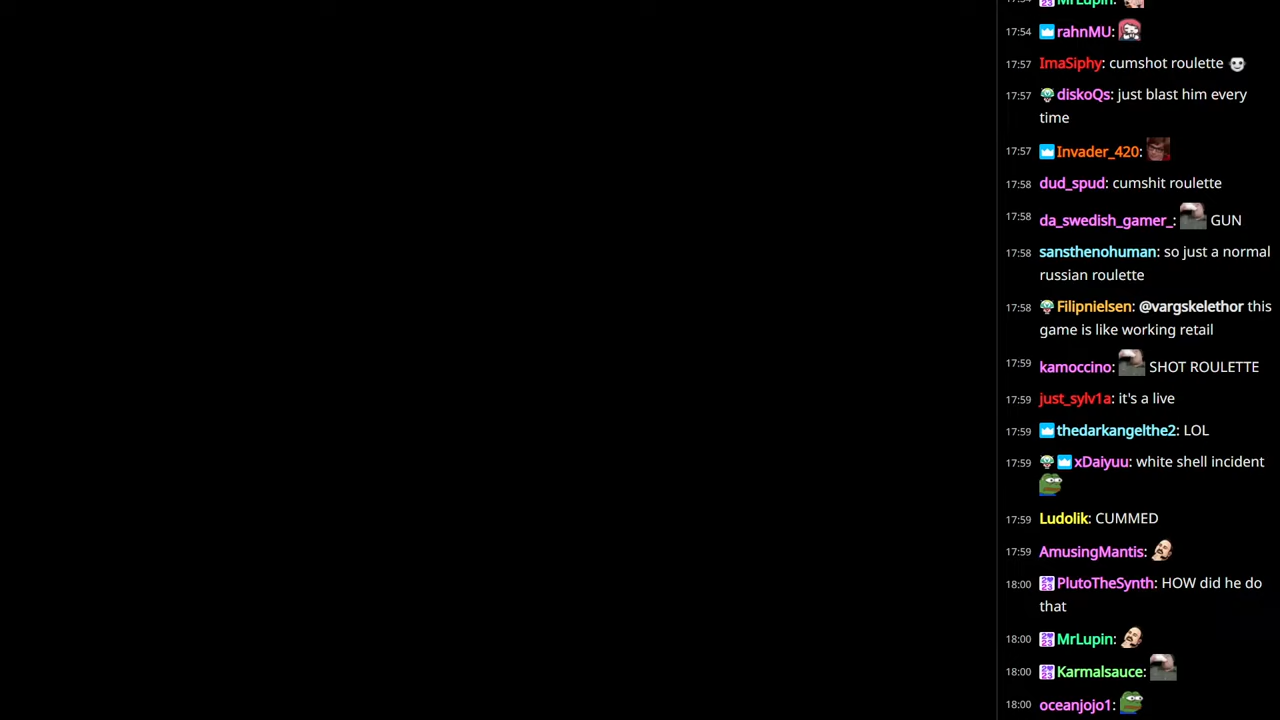 17:54 MrLupin:
17:54 rahnMU:
17:57 ImaSiphy: cumshot roulette
17:57 diskoQs: just blast him every
time
17:57 Invader_420:
17:58 dud_spud: cumshit roulette
17:58 da_swedish_gamer_: GUN
17:58 sansthenohuman: so just a normal
russian roulette
17:58 Filipnielsen: @vargskelethor this
game is like working retail
17:59 kamoccino: SHOT ROULETTE
17:59 just_sylv1a: it's a live
17:59 thedarkangelthe2: LOL
17:59 xDaiyuu: white shell incident
17:59 Ludolik: CUMMED
17:59 AmusingMantis:
18:00 PlutoTheSynth: HOW did he do
that
18:00 MrLupin:
18:00 Karmalsauce:
18:00 oceanjojo1: